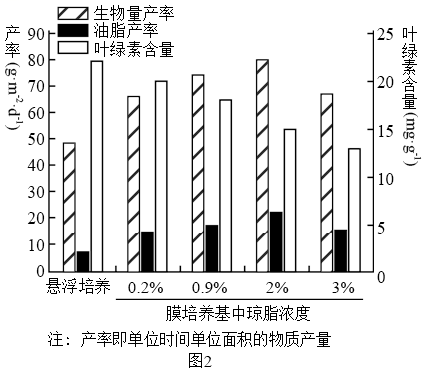 生物量产率
油脂产率
叶绿素含量
产率(g·m-2·d-1)
90
80
70
60
50
40
30
20
10
0
叶绿素含量(mg·g-1)
25
20
15
10
5
0
悬浮培养 0.2% 0.9% 2% 3%
膜培养基中琼脂浓度
注：产率即单位时间单位面积的物质产量
图2